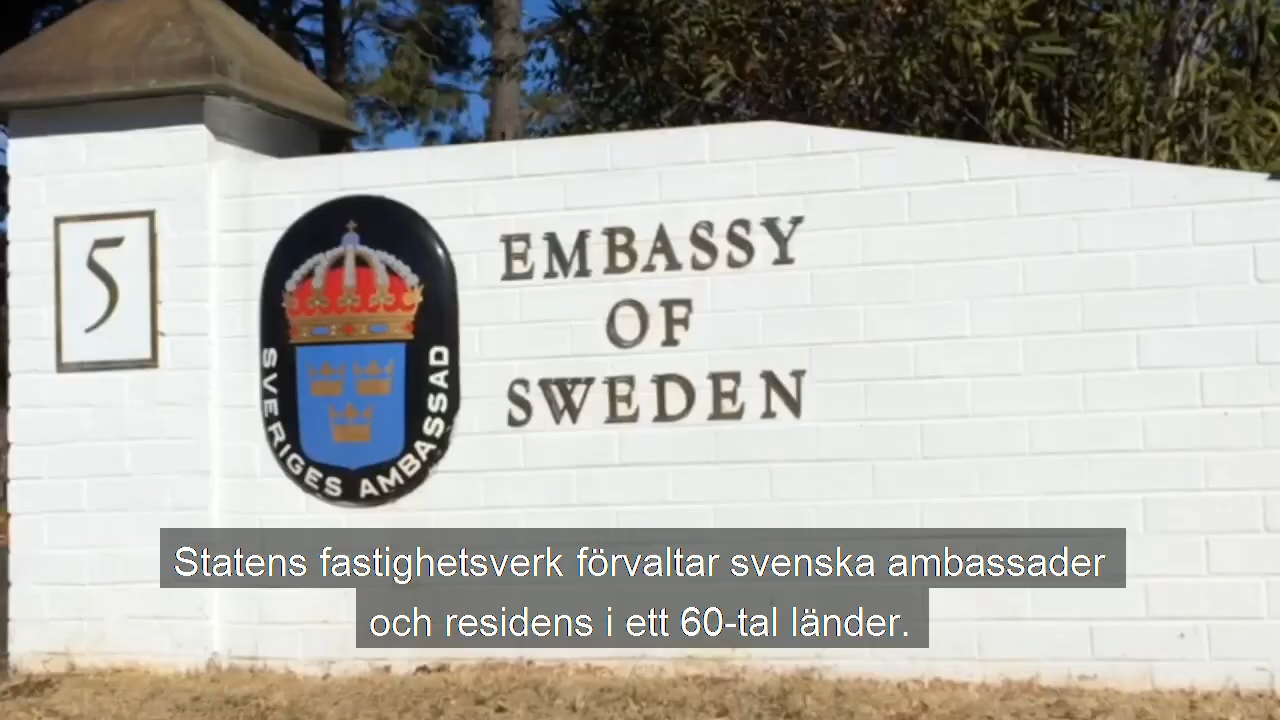 5
SVERIGES AMBASSAD
EMBASSY
OF
SWEDEN
Statens fastighetsverk förvaltar svenska ambassader
och residens i ett 60-tal länder.